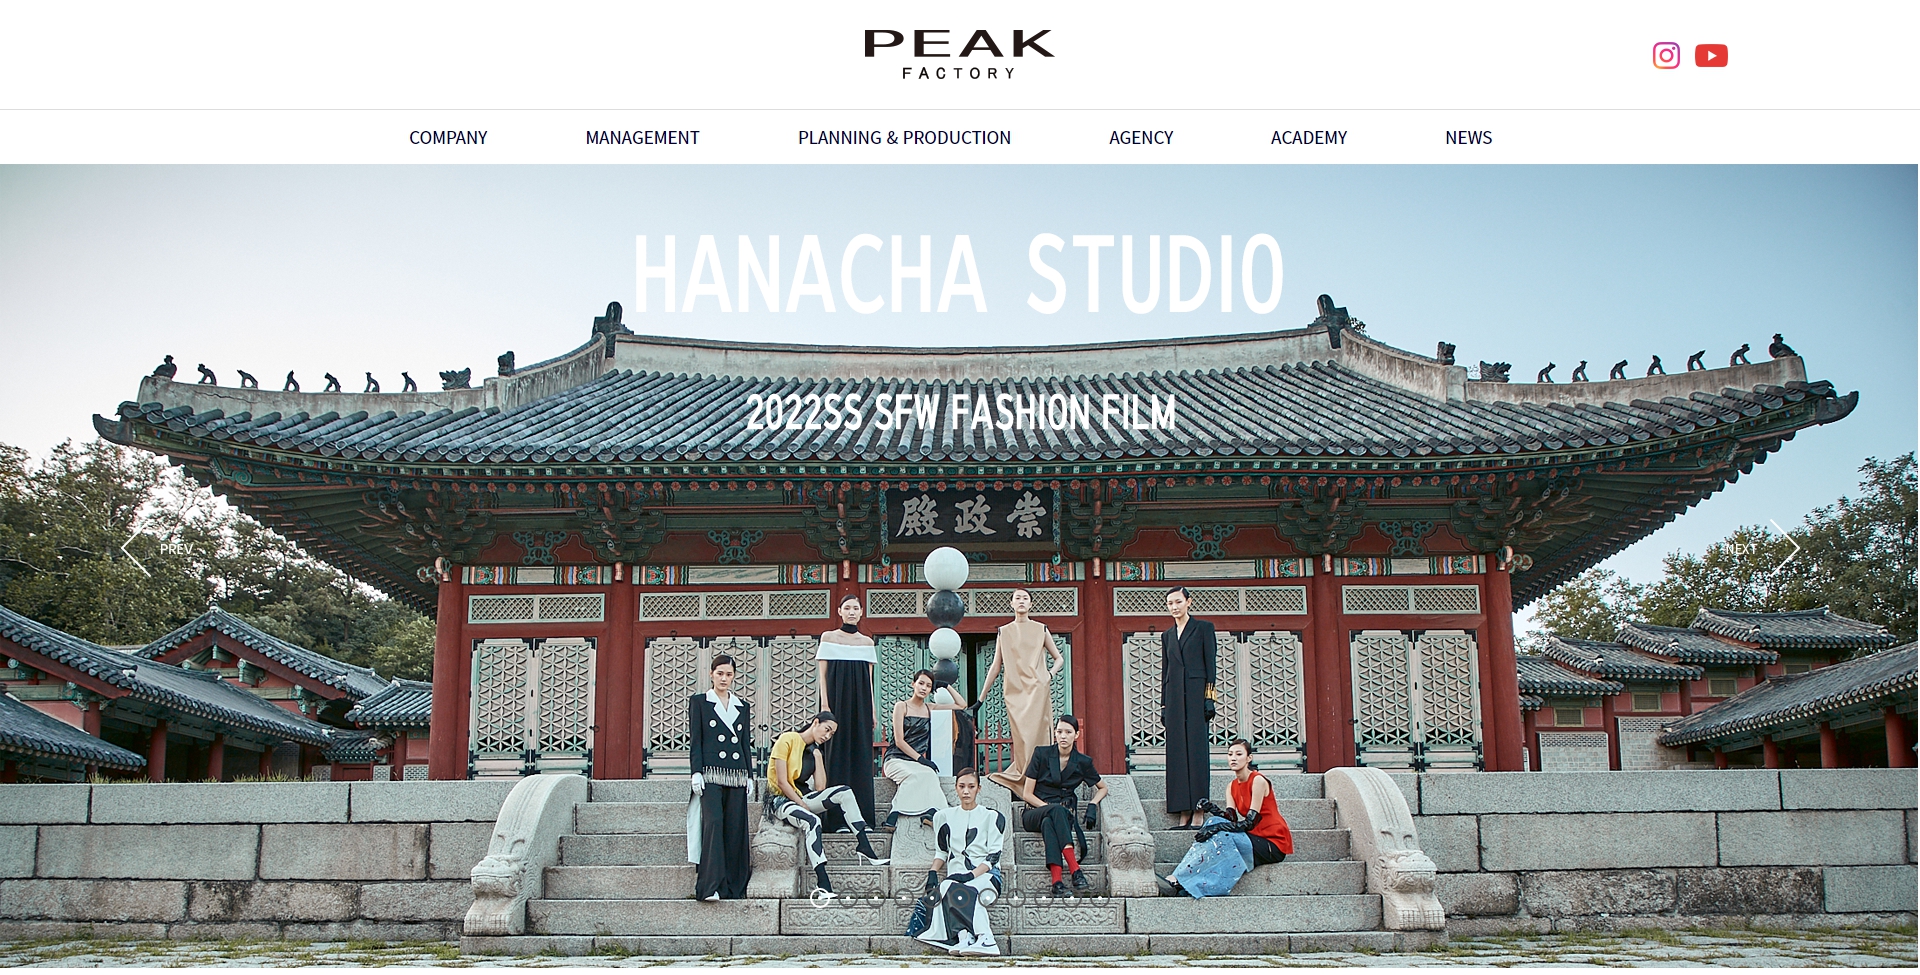 PEAK
FACTORY
COMPANY MANAGEMENT PLANNING & PRODUCTION AGENCY ACADEMY NEWS
HANACHA STUDIO
2022SS SFW FASHION FILM
殿政崇
PREV
NEXT